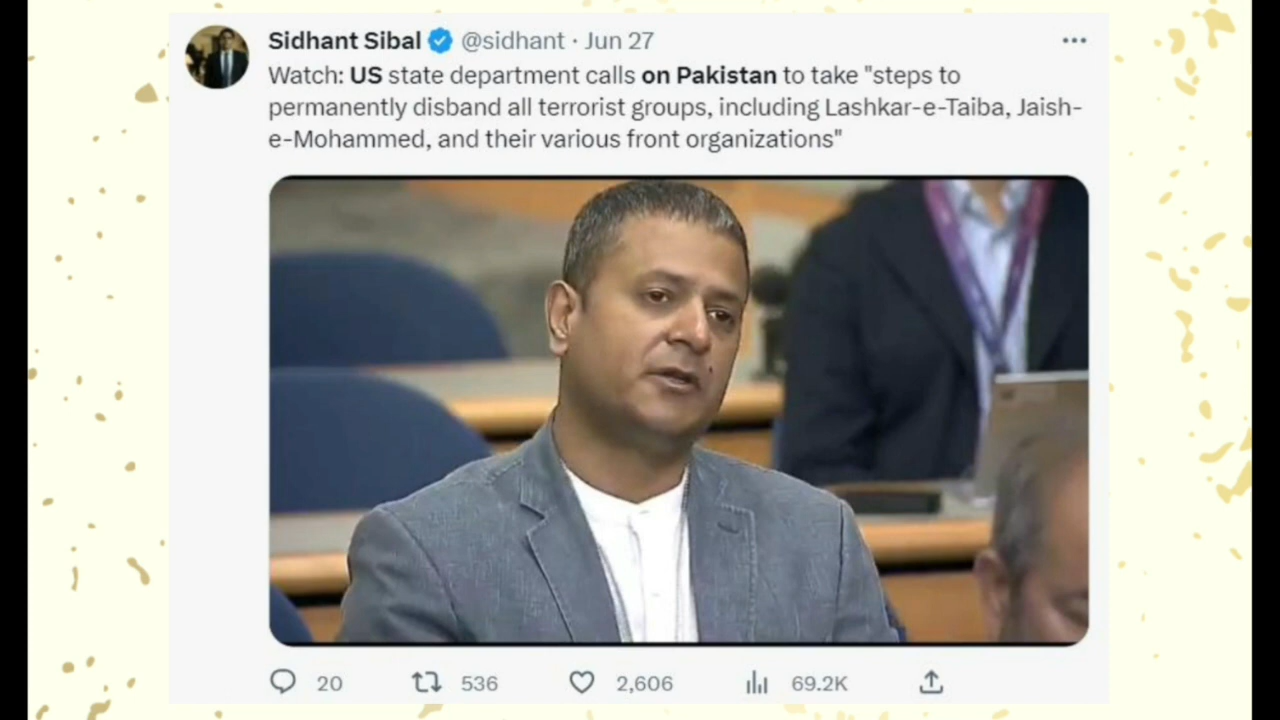 Sidhant Sibal @sidhant · Jun 27
Watch: US state department calls on Pakistan to take "steps to
permanently disband all terrorist groups, including Lashkar-e-Taiba, Jaish-
e-Mohammed, and their various front organizations"
20 536 2,606 69.2K